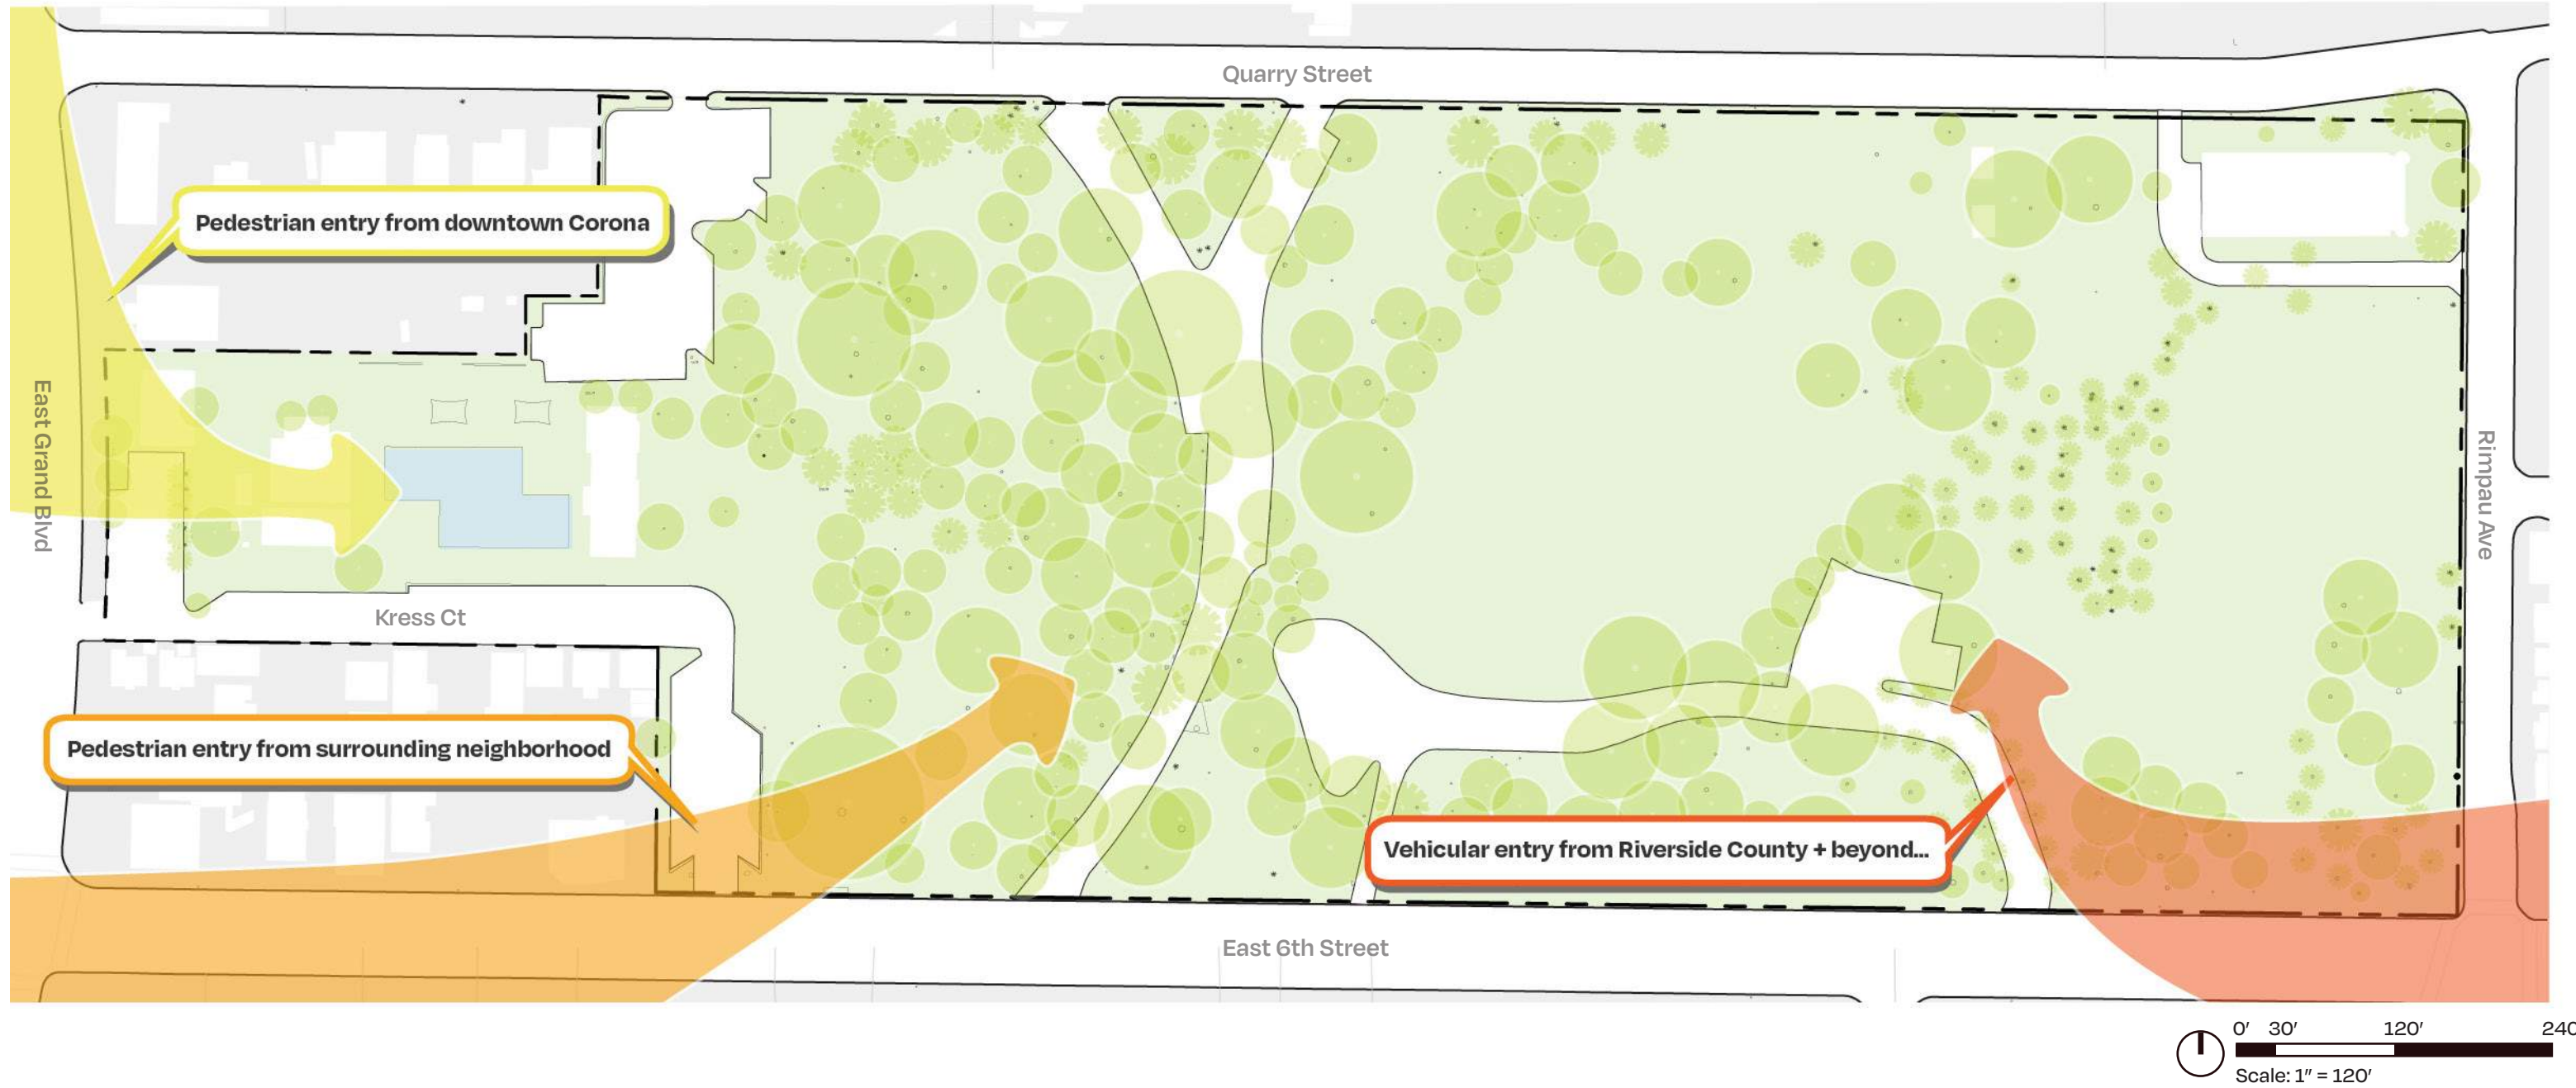 Quarry Street
Pedestrian entry from downtown Corona
East Grand Blvd
Rimpau Ave
Kress Ct
Pedestrian entry from surrounding neighborhood
Vehicular entry from Riverside County + beyond...
East 6th Street
0' 30' 120' 240
Scale: 1" = 120'